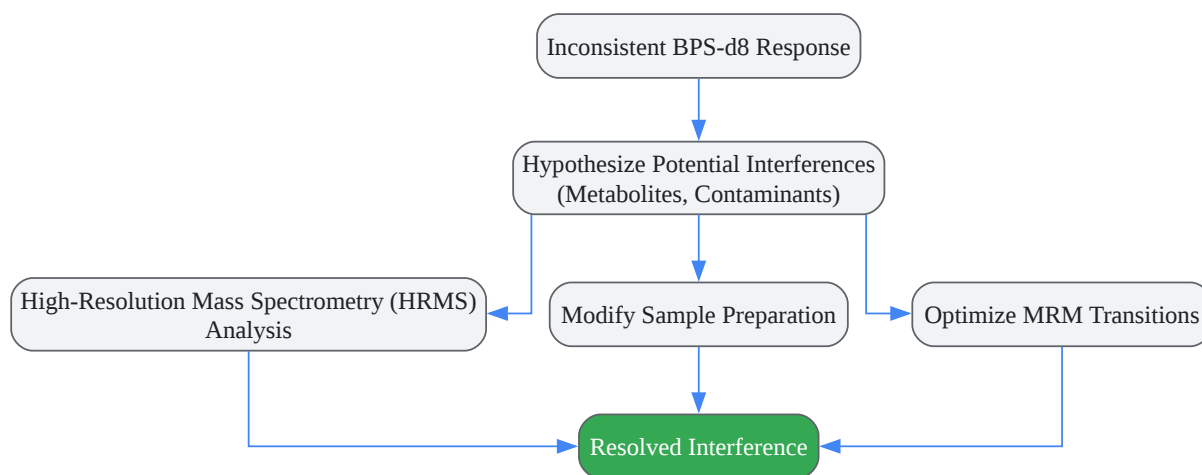 Inconsistent BPS-d8 Response
Hypothesize Potential Interferences
(Metabolites, Contaminants)
High-Resolution Mass Spectrometry (HRMS)
Analysis
Modify Sample Preparation
Optimize MRM Transitions
Resolved Interference